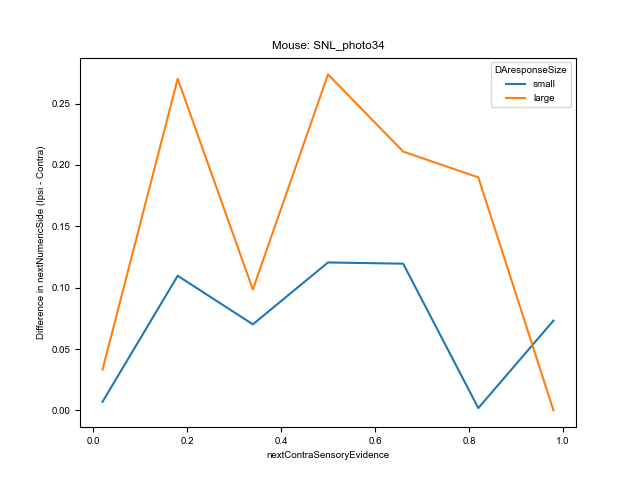 Mouse: SNL_photo34
DAresponseSize
small
large
Difference in nextNumericSide (Ipsi - Contra)
0.25
0.20
0.15
0.10
0.05
0.00
0.0 0.2 0.4 0.6 0.8 1.0
nextContraSensoryEvidence